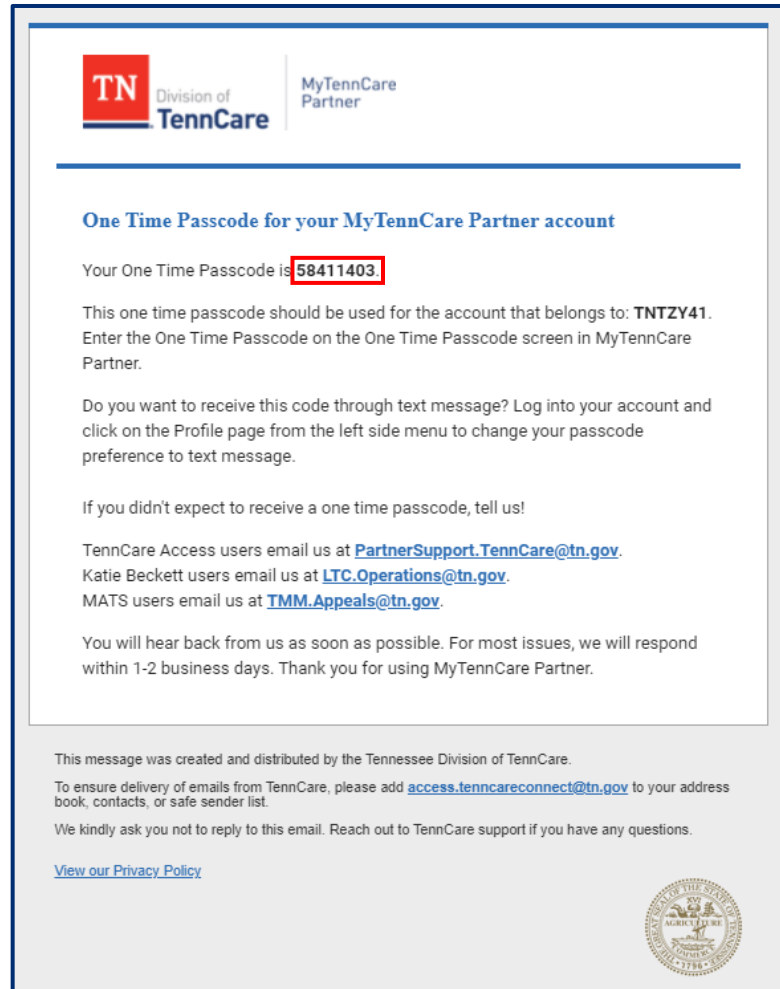 TN
Division of
TennCare
MyTennCare
Partner
One Time Passcode for your MyTennCare Partner account
Your One Time Passcode is 58411403.
This one time passcode should be used for the account that belongs to: TNTZY41.
Enter the One Time Passcode on the One Time Passcode screen in MyTennCare
Partner.
Do you want to receive this code through text message? Log into your account and
click on the Profile page from the left side menu to change your passcode
preference to text message.
If you didn't expect to receive a one time passcode, tell us!
TennCare Access users email us at PartnerSupport.TennCare@tn.gov.
Katie Beckett users email us at LTC.Operations@tn.gov.
MATS users email us at TMM.Appeals@tn.gov.
You will hear back from us as soon as possible. For most issues, we will respond
within 1-2 business days. Thank you for using MyTennCare Partner.
This message was created and distributed by the Tennessee Division of TennCare.
To ensure delivery of emails from TennCare, please add access.tenncareconnect@tn.gov to your address
book, contacts, or safe sender list.
We kindly ask you not to reply to this email. Reach out to TennCare support if you have any questions.
View our Privacy Policy
THE GREAT SEAL OF THE STATE OF TENNESSEE
XVI
AGRICULTURE
COMMERCE
1796